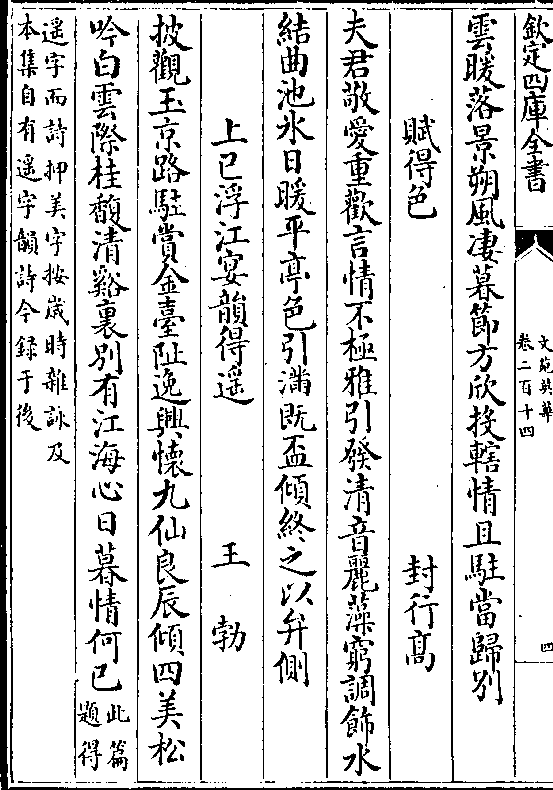 欽定四庫全書
文苑英華
卷二百十四
四
雲暖落景朔風凄暮節方欣投轄情且駐當歸別
賦得色
封行髙
夫君敬愛重歡言情不極雅引發清音麗藻窮調飾水
結曲池氷日暖平亭色引滿既盃傾終之以弁側
上巳浮江宴韻得遥
王勃
披觀玉京路駐賞金臺阯逸興懷九仙良辰傾四美松
吟白雲際桂馥清谿裏別有江海心日暮情何已此篇
題得
遥字而詩押美字按歲時雜詠及
本集自有遥字韻詩今録于後